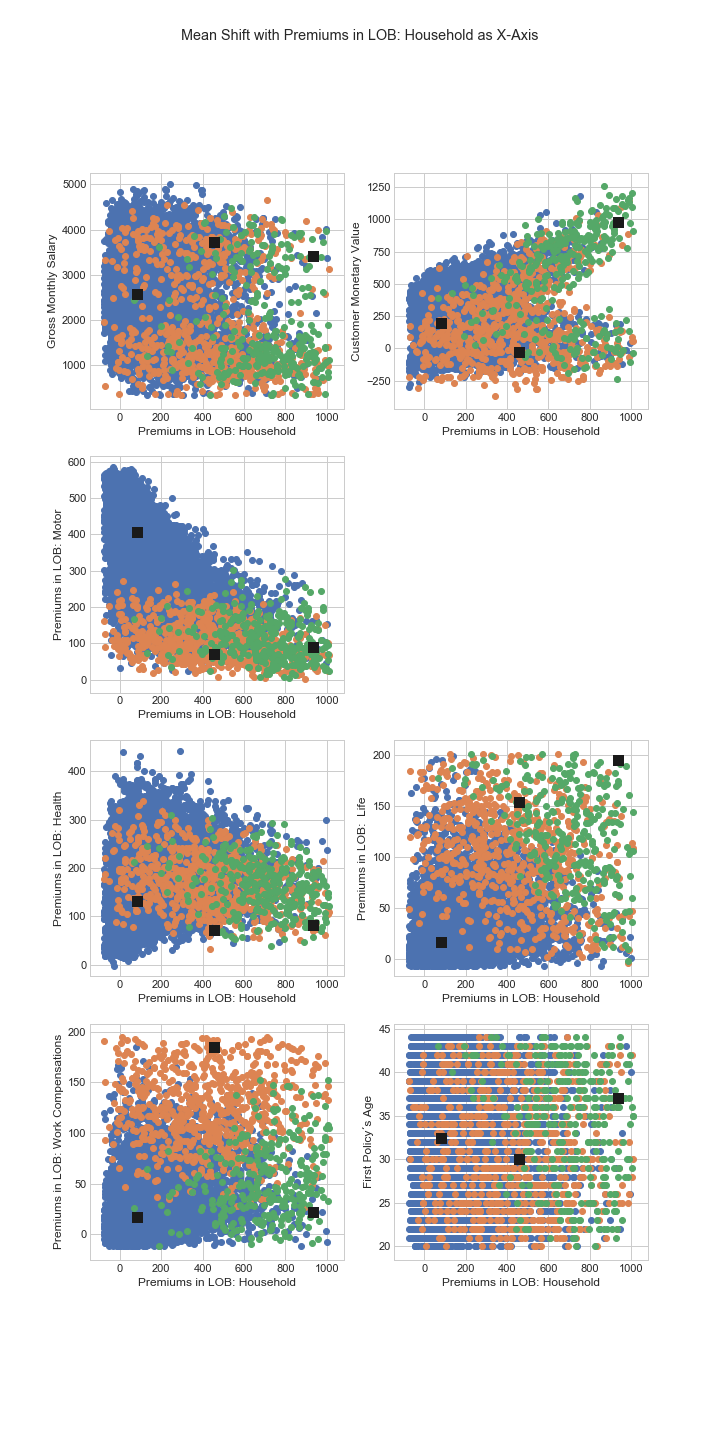 Mean Shift with Premiums in LOB: Household as X-Axis
5000
4000
3000
2000
1000
Gross Monthly Salary
0 200 400 600 800 1000
Premiums in LOB: Household
1250
1000
750
500
250
0
−250
Customer Monetary Value
0 200 400 600 800 1000
Premiums in LOB: Household
600
500
400
300
200
100
0
Premiums in LOB: Motor
0 200 400 600 800 1000
Premiums in LOB: Household
400
300
200
100
0
Premiums in LOB: Health
0 200 400 600 800 1000
Premiums in LOB: Household
200
150
100
50
0
Premiums in LOB:  Life
0 200 400 600 800 1000
Premiums in LOB: Household
200
150
100
50
0
Premiums in LOB: Work Compensations
0 200 400 600 800 1000
Premiums in LOB: Household
45
40
35
30
25
20
First Policy´s Age
0 200 400 600 800 1000
Premiums in LOB: Household